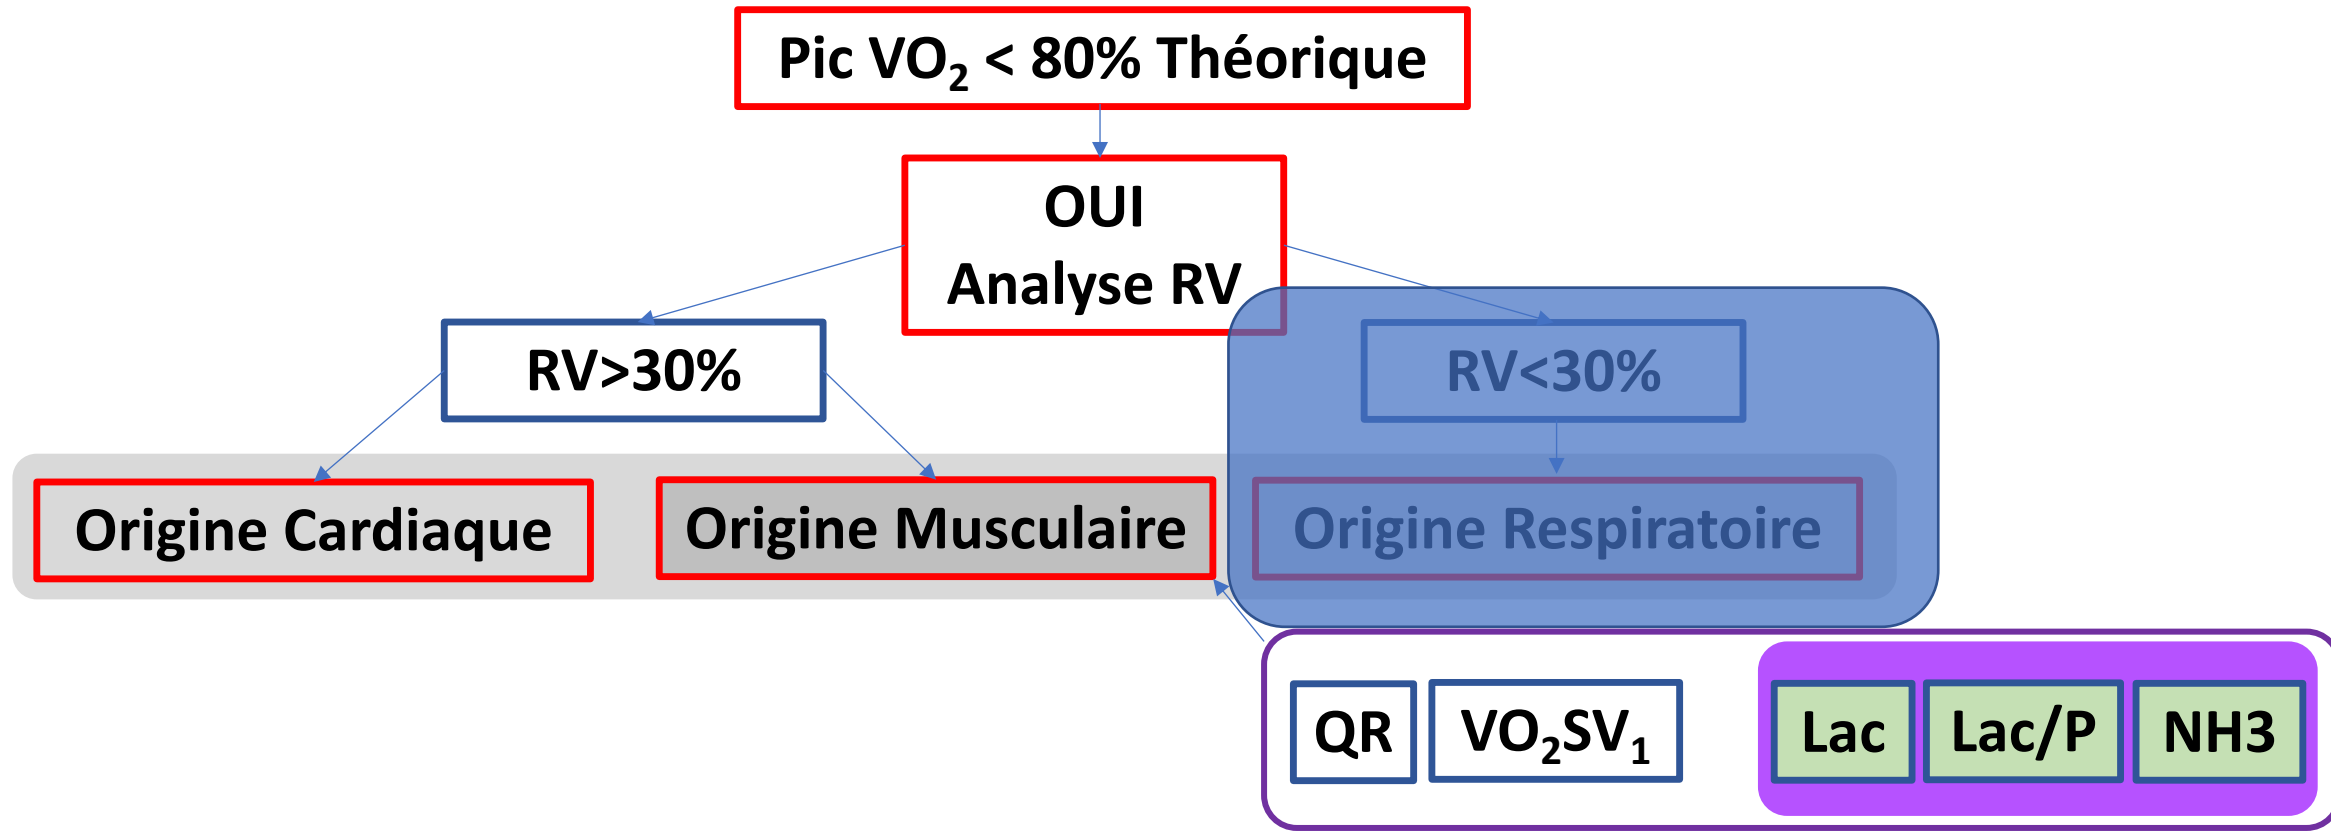 Pic VO₂ < 80% Théorique
OUI
Analyse RV
RV>30%
RV<30%
Origine Cardiaque
Origine Musculaire
Origine Respiratoire
QR
VO₂SV₁
Lac
Lac/P
NH3